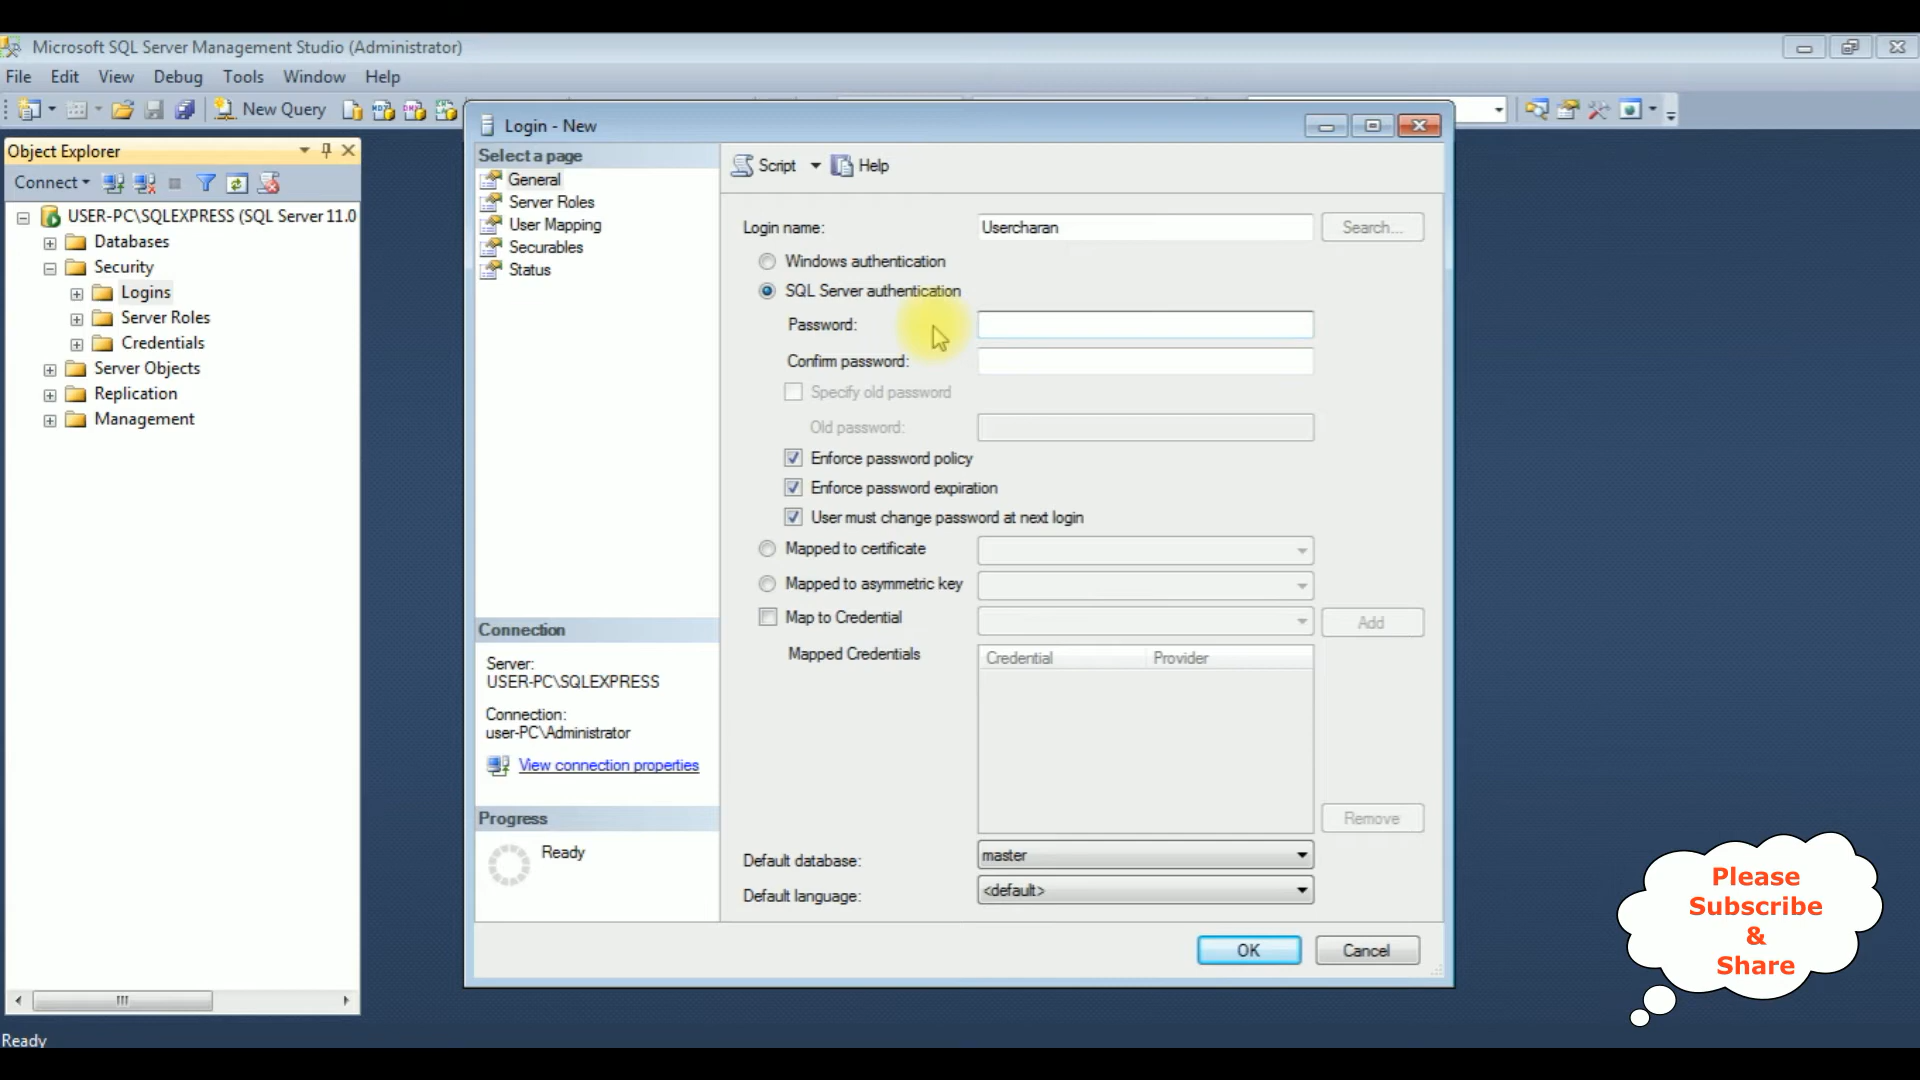 Microsoft SQL Server Management Studio (Administrator)
File Edit View Debug Tools Window Help
New Query
Object Explorer
Connect
USER-PC\SQLEXPRESS (SQL Server 11.0
Databases
Security
Logins
Server Roles
Credentials
Server Objects
Replication
Management
Ready
Login - New
Select a page
General
Server Roles
User Mapping
Securables
Status
Connection
Server:
USER-PC\SQLEXPRESS
Connection:
user-PC\Administrator
View connection properties
Progress
Ready
Script Help
Login name: Usercharan Search...
Windows authentication
SQL Server authentication
Password:
Confirm password:
Specify old password
Old password:
Enforce password policy
Enforce password expiration
User must change password at next login
Mapped to certificate
Mapped to asymmetric key
Map to Credential Add
Mapped Credentials Credential Provider
Remove
Default database: master
Default language: <default>
OK Cancel
Please
Subscribe
&
Share